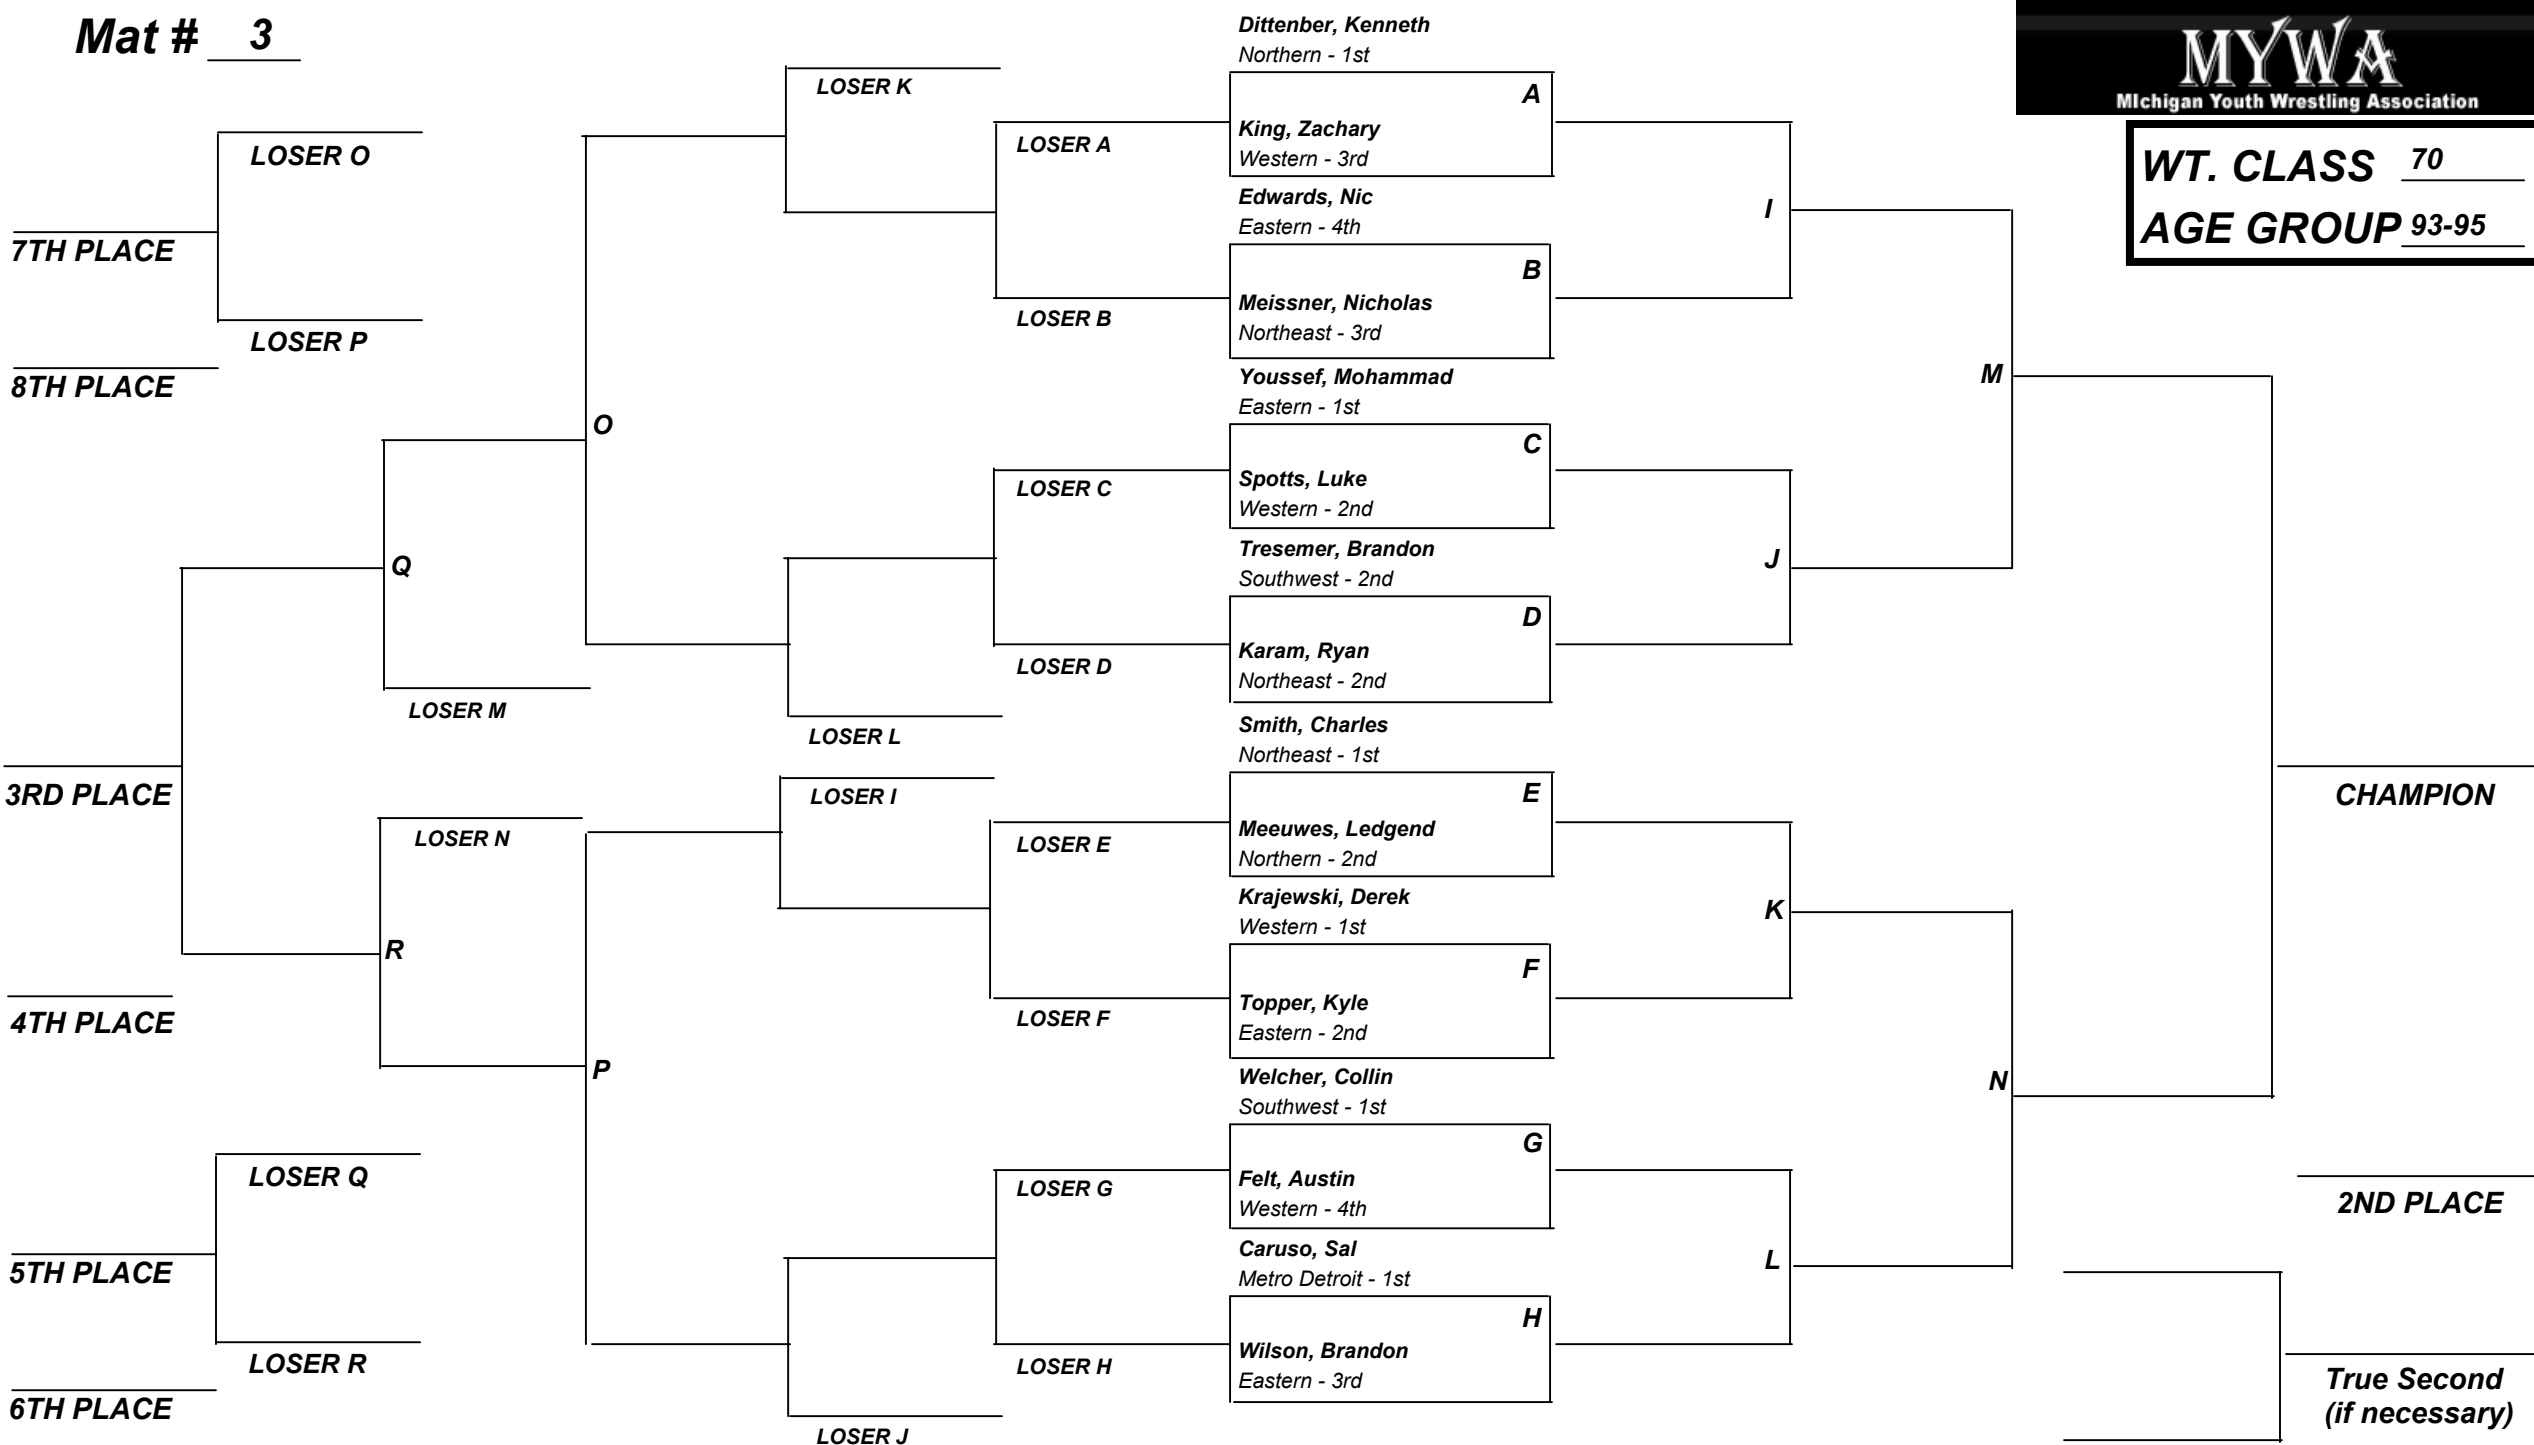 Mat # 3
MYWA
MIchigan Youth Wrestling Association
WT. CLASS 70
AGE GROUP 93-95
LOSER O
7TH PLACE
LOSER P
8TH PLACE
O
Q
LOSER M
3RD PLACE
LOSER N
R
4TH PLACE
P
LOSER Q
5TH PLACE
LOSER R
6TH PLACE
LOSER K
LOSER A
LOSER B
LOSER C
LOSER D
LOSER L
LOSER I
LOSER E
LOSER F
LOSER G
LOSER H
LOSER J
Dittenber, Kenneth
Northern - 1st
A
King, Zachary
Western - 3rd
Edwards, Nic
Eastern - 4th
B
Meissner, Nicholas
Northeast - 3rd
Youssef, Mohammad
Eastern - 1st
C
Spotts, Luke
Western - 2nd
Tresemer, Brandon
Southwest - 2nd
D
Karam, Ryan
Northeast - 2nd
Smith, Charles
Northeast - 1st
E
Meeuwes, Ledgend
Northern - 2nd
Krajewski, Derek
Western - 1st
F
Topper, Kyle
Eastern - 2nd
Welcher, Collin
Southwest - 1st
G
Felt, Austin
Western - 4th
Caruso, Sal
Metro Detroit - 1st
H
Wilson, Brandon
Eastern - 3rd
I
J
K
L
M
N
CHAMPION
2ND PLACE
True Second
(if necessary)